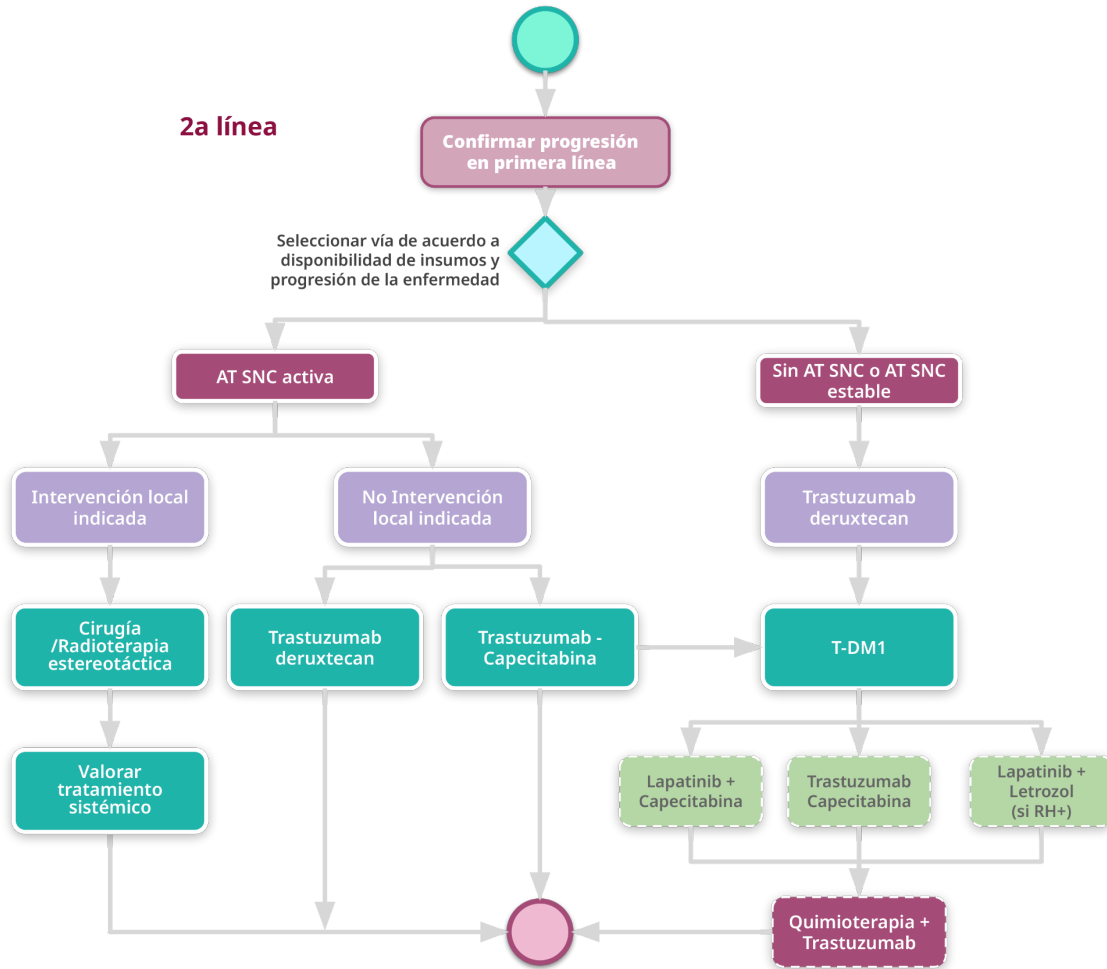 2a línea
Confirmar progresión
en primera línea
Seleccionar vía de acuerdo a
disponibilidad de insumos y
progresión de la enfermedad
AT SNC activa
Sin AT SNC o AT SNC
estable
Intervención local
indicada
No Intervención
local indicada
Trastuzumab
deruxtecan
Cirugía
/Radioterapia
estereotáctica
Trastuzumab
deruxtecan
Trastuzumab -
Capecitabina
T-DM1
Valorar
tratamiento
sistémico
Lapatinib +
Capecitabina
Trastuzumab
Capecitabina
Lapatinib +
Letrozol
(si RH+)
Quimioterapia +
Trastuzumab